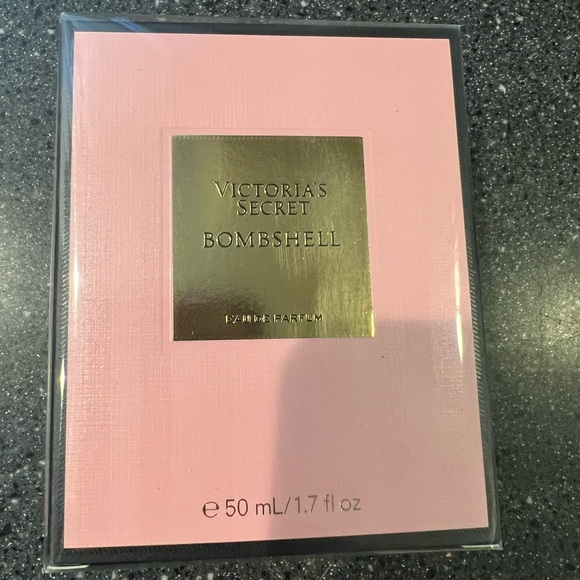 VICTORIA'S
SECRET
BOMBSHELL
EAU DE PARFUM
℮ 50 mL/1.7 fl oz